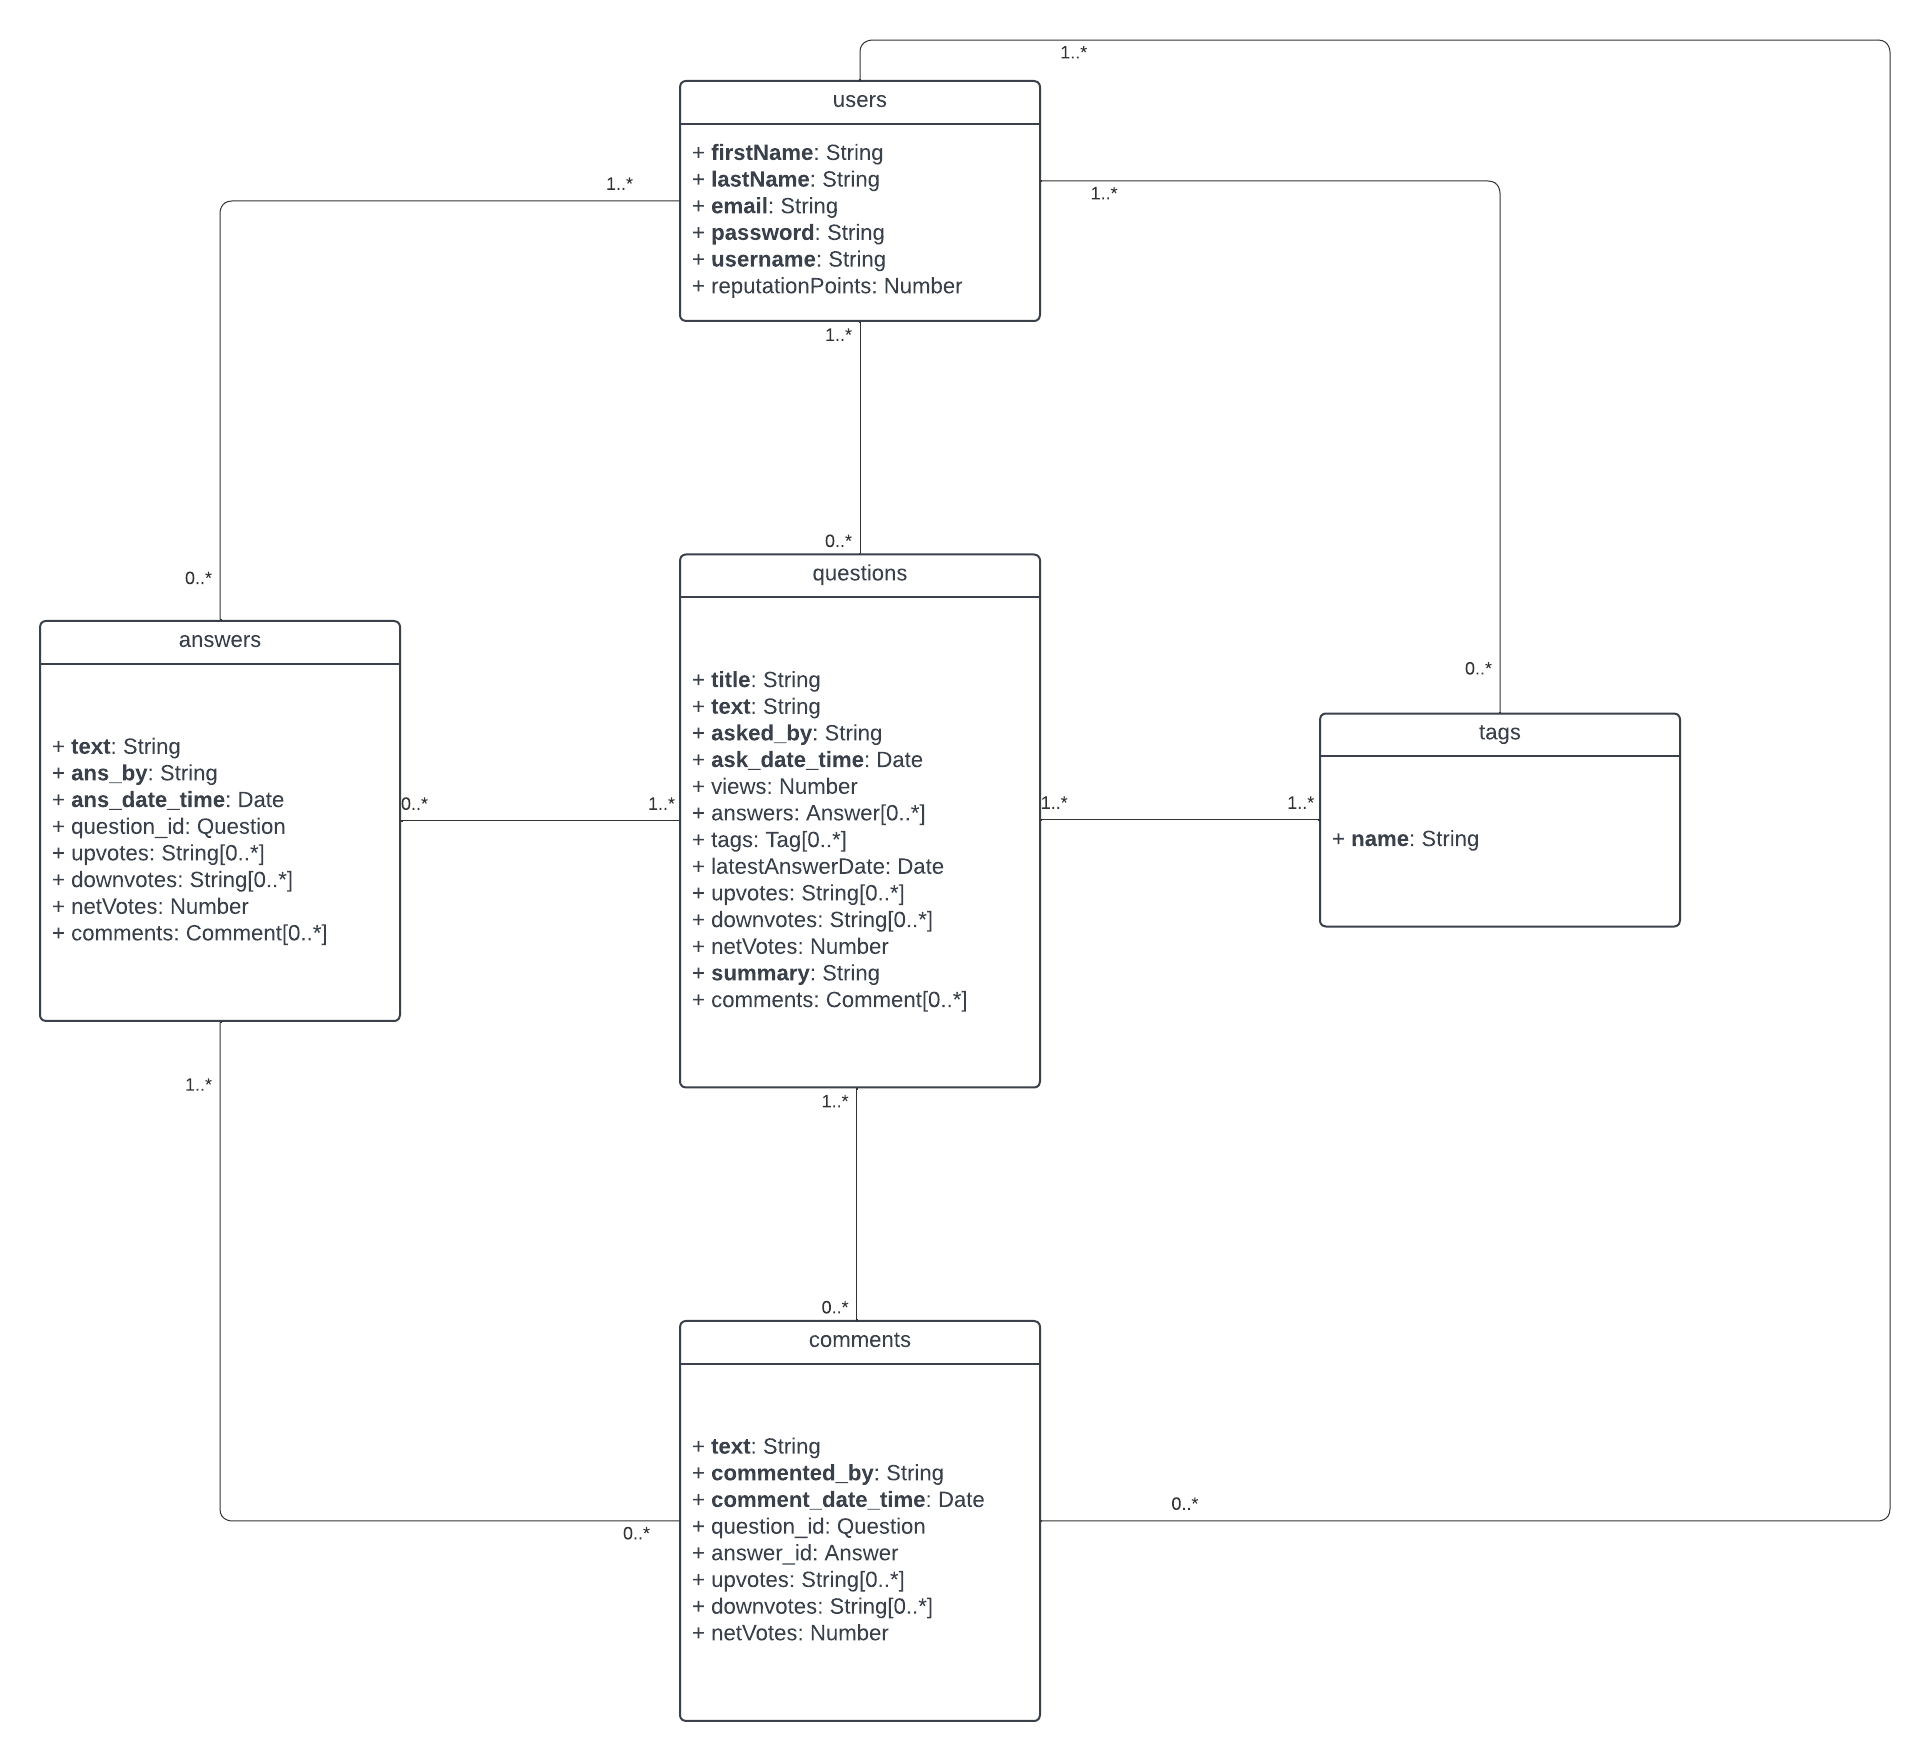 1..*
users
+ firstName: String
+ lastName: String
+ email: String
+ password: String
+ username: String
+ reputationPoints: Number
1..*
1..*
1..*
0..*
0..*
0..*
answers
+ text: String
+ ans_by: String
+ ans_date_time: Date
+ question_id: Question
+ upvotes: String[0..*]
+ downvotes: String[0..*]
+ netVotes: Number
+ comments: Comment[0..*]
0..*
1..*
questions
+ title: String
+ text: String
+ asked_by: String
+ ask_date_time: Date
+ views: Number
+ answers: Answer[0..*]
+ tags: Tag[0..*]
+ latestAnswerDate: Date
+ upvotes: String[0..*]
+ downvotes: String[0..*]
+ netVotes: Number
+ summary: String
+ comments: Comment[0..*]
1..*
1..*
tags
+ name: String
1..*
1..*
0..*
0..*
0..*
comments
+ text: String
+ commented_by: String
+ comment_date_time: Date
+ question_id: Question
+ answer_id: Answer
+ upvotes: String[0..*]
+ downvotes: String[0..*]
+ netVotes: Number